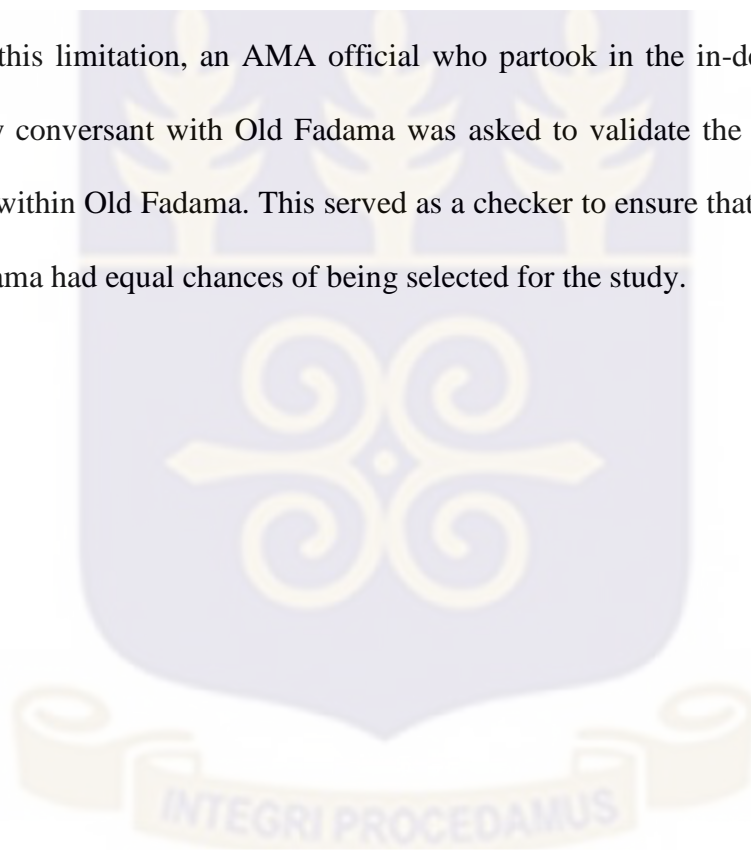 this limitation, an AMA official who partook in the in-de
conversant with Old Fadama was asked to validate the
within Old Fadama. This served as a checker to ensure that
ama had equal chances of being selected for the study.
INTEGRI PROCEDAMUS